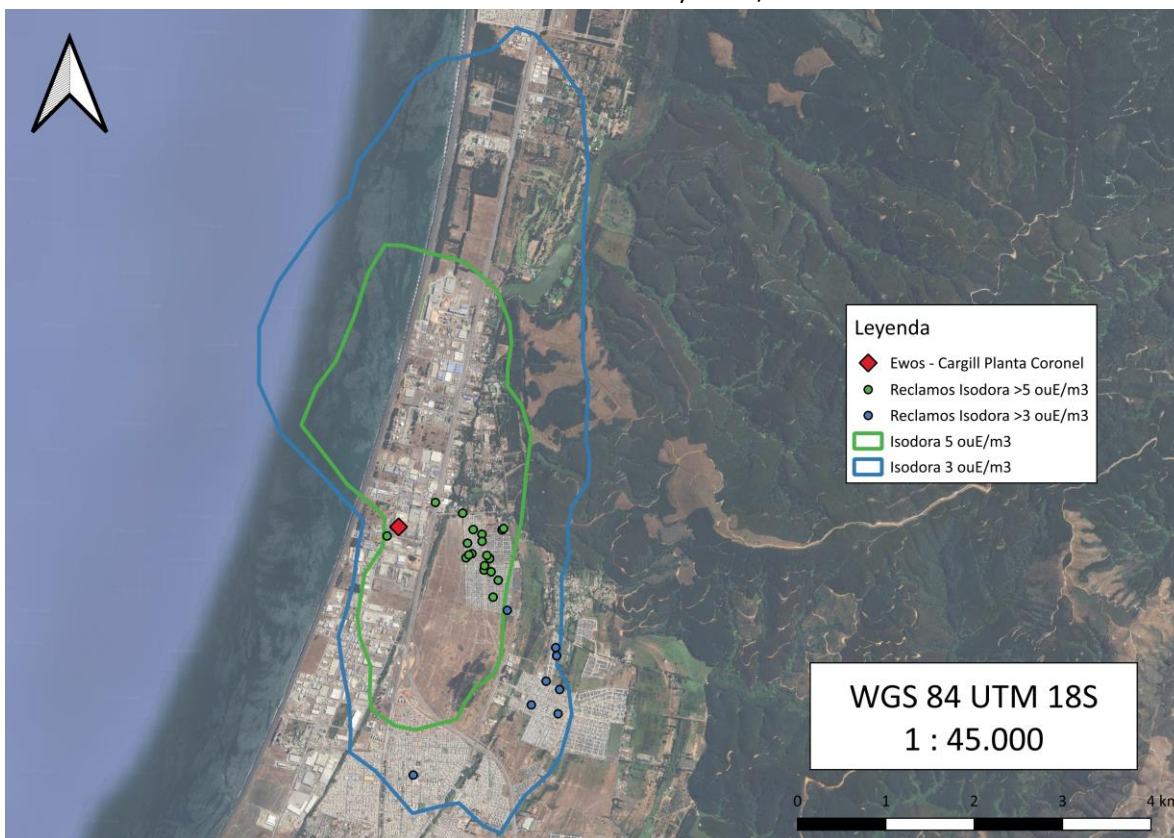 Leyenda
Ewos - Cargill Planta Coronel
Reclamos Isodora >5 ouE/m3
Reclamos Isodora >3 ouE/m3
Isodora 5 ouE/m3
Isodora 3 ouE/m3
WGS 84 UTM 18S
1 : 45.000
0 1 2 3 4 km